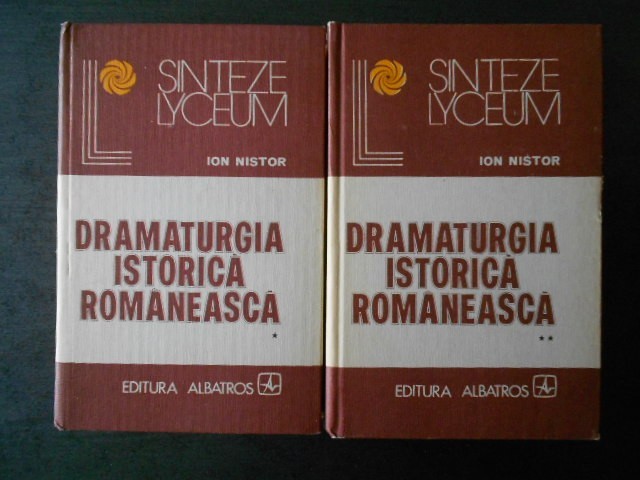 SINTEZE
LYCEUM
ION NISTOR
DRAMATURGIA
ISTORICĂ
ROMÂNEASCĂ
*
EDITURA ALBATROS
SINTEZE
LYCEUM
ION NISTOR
DRAMATURGIA
ISTORICĂ
ROMÂNEASCĂ
**
EDITURA ALBATROS